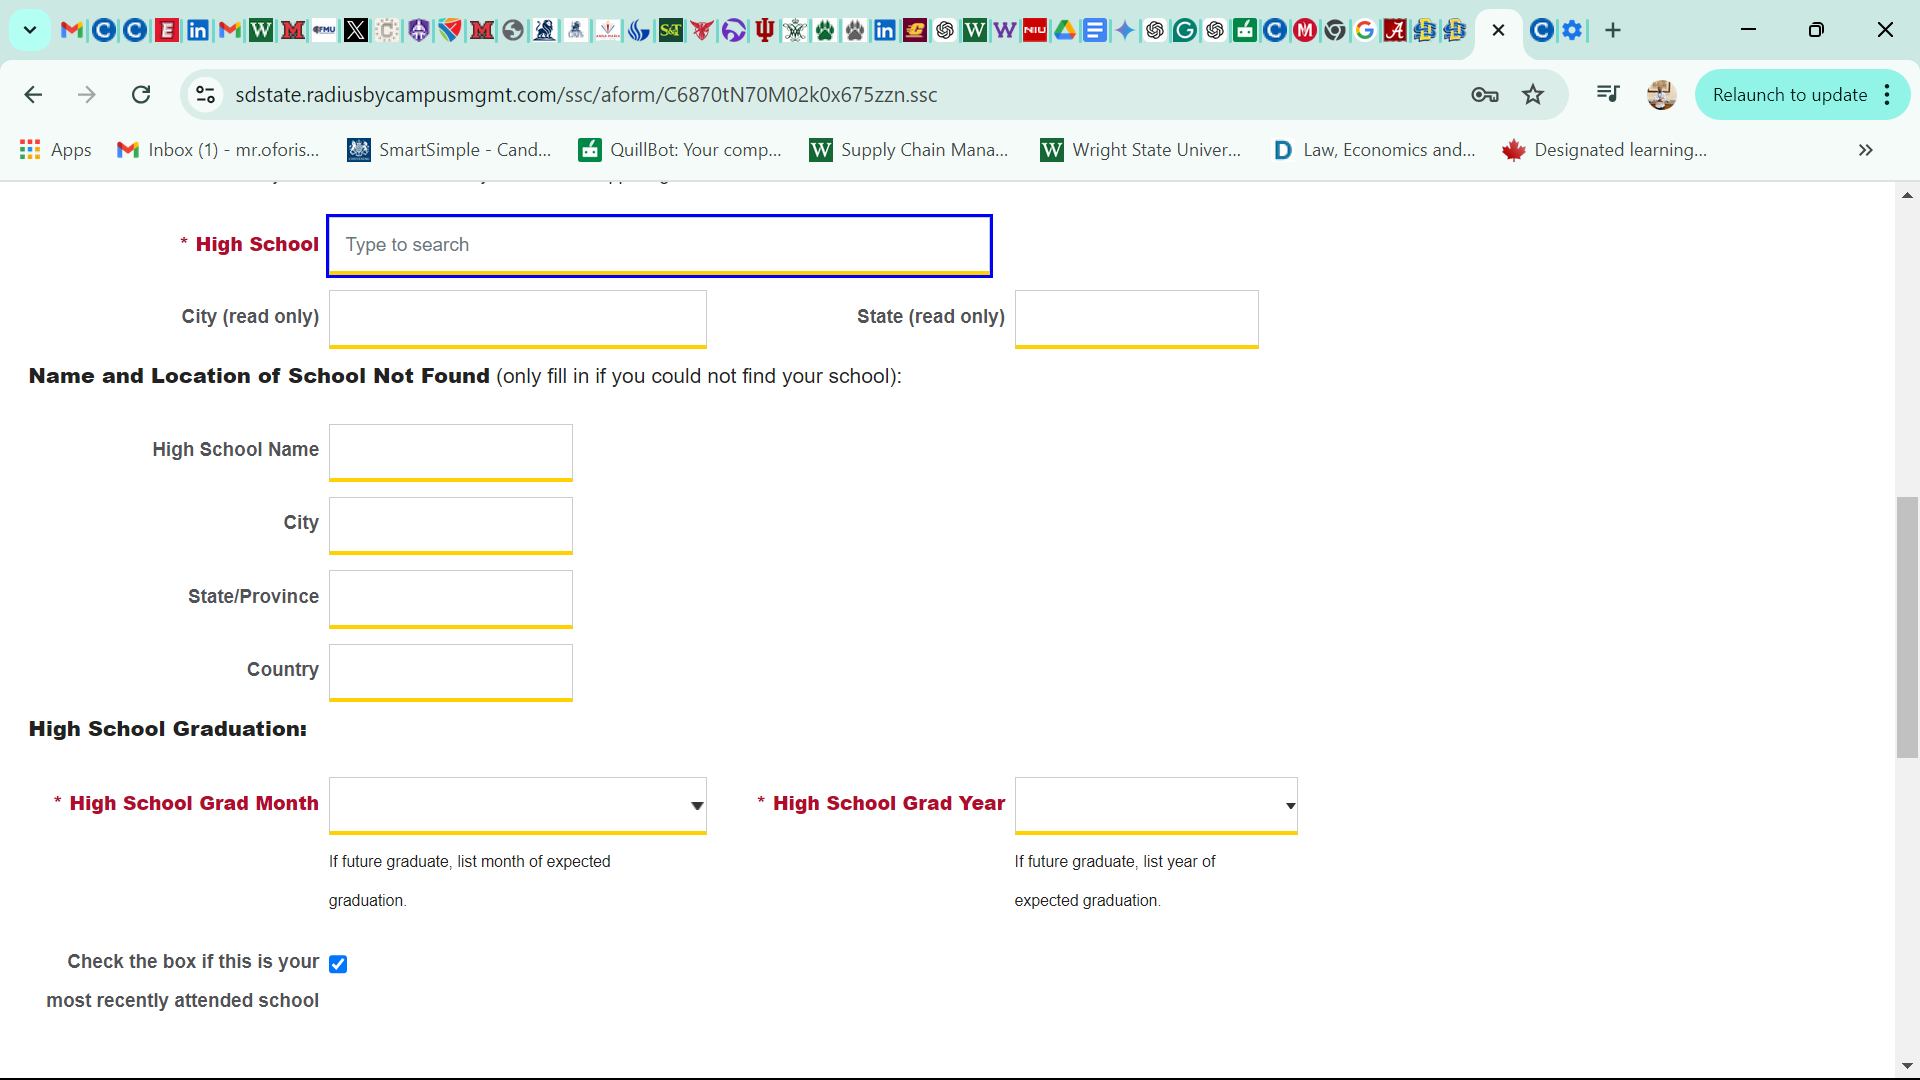 sdstate.radiusbycampusmgmt.com/ssc/aform/C6870tN70M02k0x675zzn.ssc
Relaunch to update
Apps
Inbox (1) - mr.oforis...
SmartSimple - Cand...
QuillBot: Your comp...
Supply Chain Mana...
Wright State Univer...
Law, Economics and...
Designated learning...
* High School
Type to search
City (read only)
State (read only)
Name and Location of School Not Found (only fill in if you could not find your school):
High School Name
City
State/Province
Country
High School Graduation:
* High School Grad Month
* High School Grad Year
If future graduate, list month of expected
graduation.
If future graduate, list year of
expected graduation.
Check the box if this is your
most recently attended school